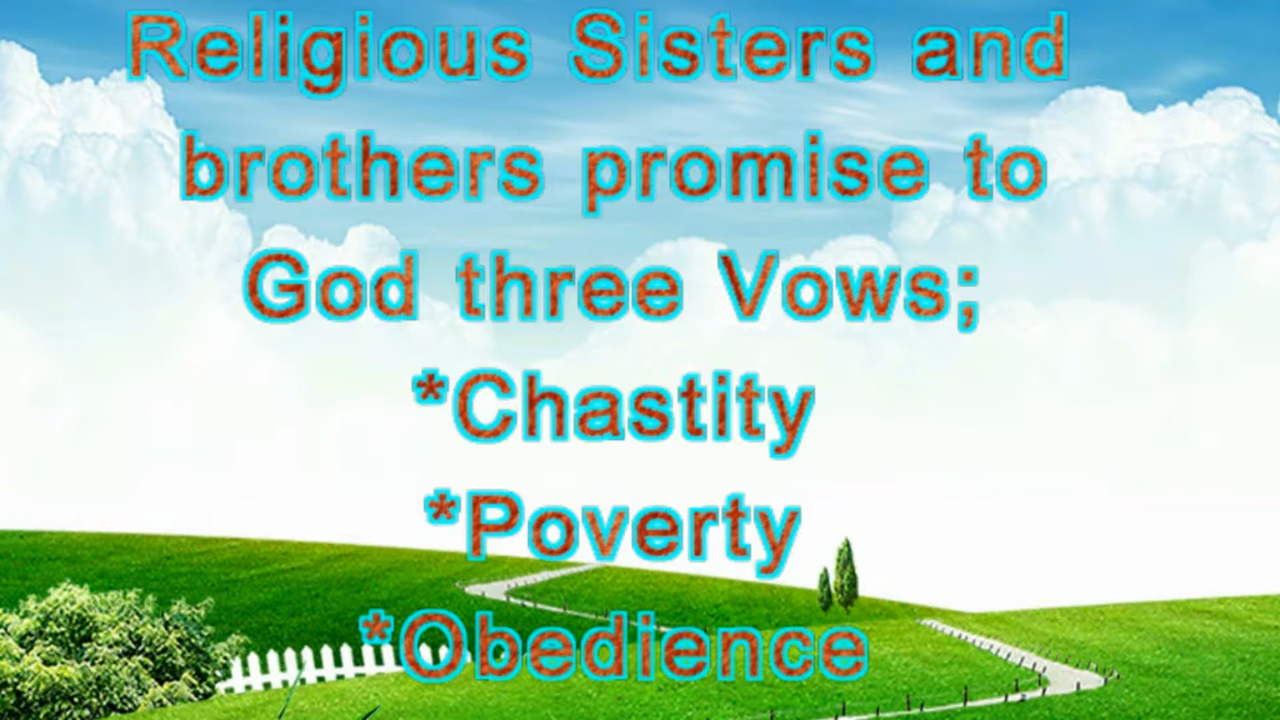 Religious Sisters and
brothers promise to
God three Vows;
*Chastity
*Poverty
*Obedience